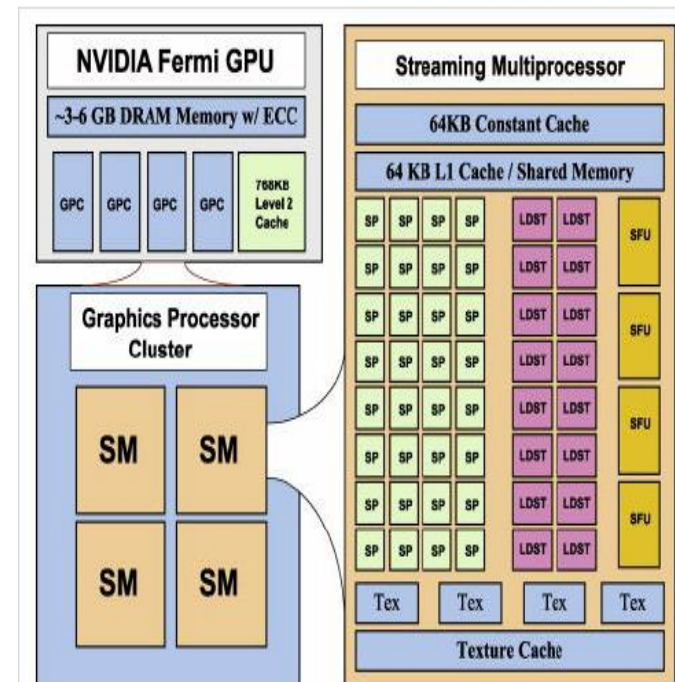 NVIDIA Fermi GPU
~3-6 GB DRAM Memory w/ ECC
GPC GPC GPC GPC
768KB
Level 2
Cache
Graphics Processor
Cluster
SM SM
SM SM
Streaming Multiprocessor
64KB Constant Cache
64 KB L1 Cache / Shared Memory
SP SP SP SP LDST LDST
SFU
SP SP SP SP LDST LDST
SP SP SP SP LDST LDST
SFU
SP SP SP SP LDST LDST
SP SP SP SP LDST LDST
SFU
SP SP SP SP LDST LDST
SP SP SP SP LDST LDST
SFU
SP SP SP SP LDST LDST
Tex Tex Tex Tex
Texture Cache